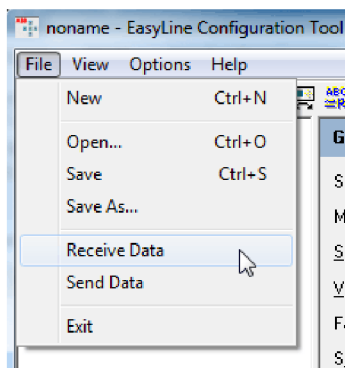 noname - EasyLine Configuration Tool
File View Options Help
New Ctrl+N
Open... Ctrl+O
Save Ctrl+S
Save As...
Receive Data
Send Data
Exit